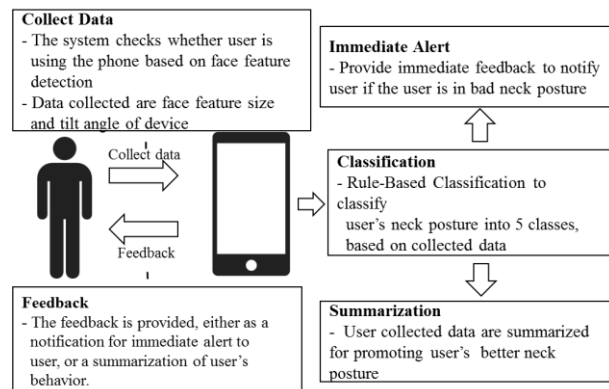 Collect Data
- The system checks whether user is
using the phone based on face feature
detection
- Data collected are face feature size
and tilt angle of device
Collect data
Feedback
Feedback
- The feedback is provided, either as a
notification for immediate alert to
user, or a summarization of user's
behavior.
Immediate Alert
- Provide immediate feedback to notify
user if the user is in bad neck posture
Classification
- Rule-Based Classification to
classify
user's neck posture into 5 classes,
based on collected data
Summarization
- User collected data are summarized
for promoting user's better neck
posture